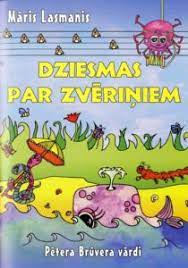 Māris Lasmanis
DZIESMAS
PAR ZVĒRIŅIEM
Pētera Brūvera vārdi